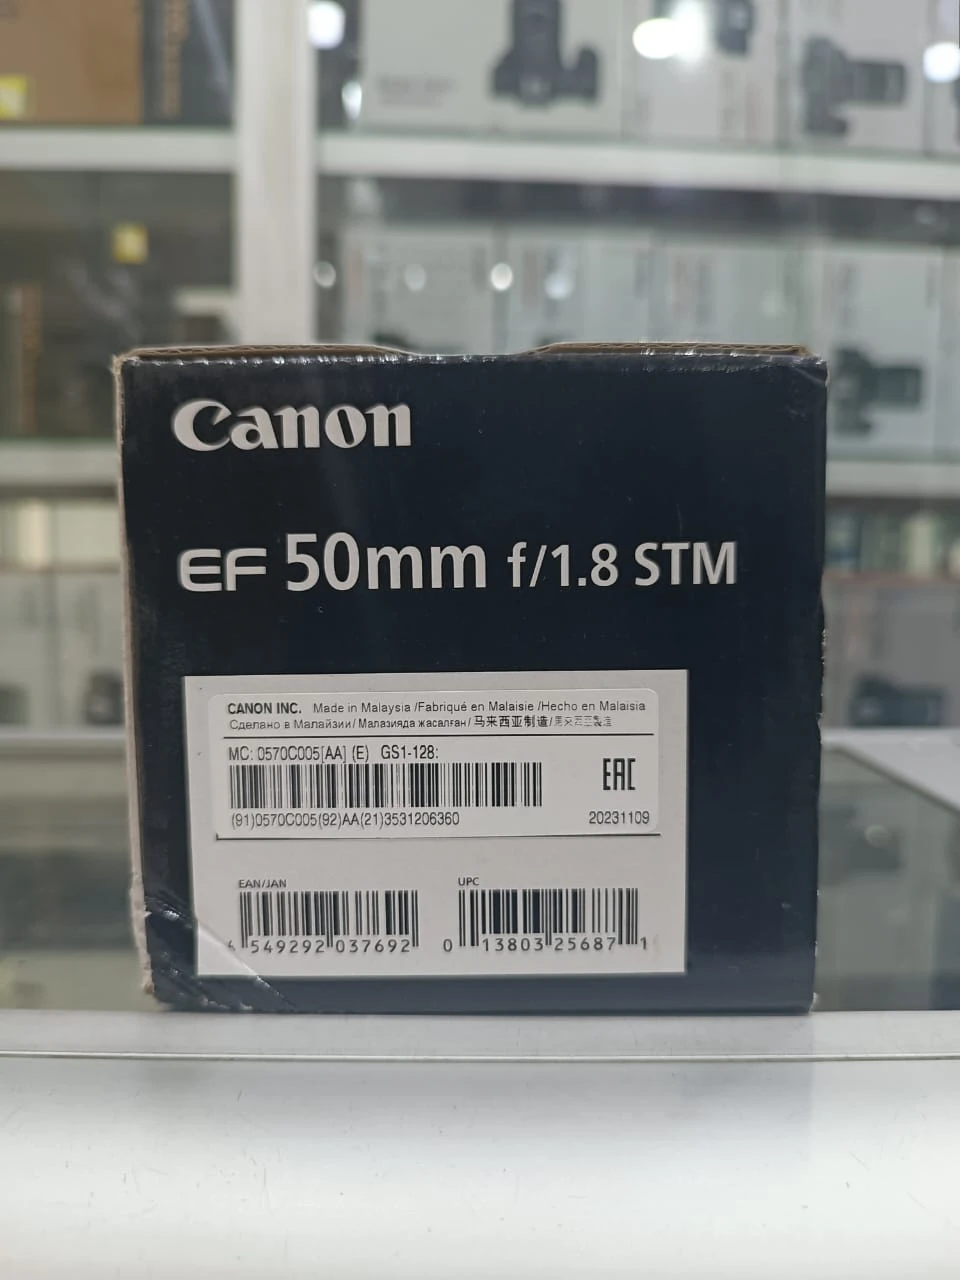 Canon
EF 50mm f/1.8 STM
CANON INC. Made in Malaysia /Fabriqué en Malaisie /Hecho en Malaisia
Сделано в Малайзии/ Малазияда жасалған/ 马来西亚制造/
MC: 0570C005[AA] (E) GS1-128:
EAC
(91)0570C005(92)AA(21)3531206360
20231109
EAN/JAN
UPC
4 549292 037692
0 13803 25687 1